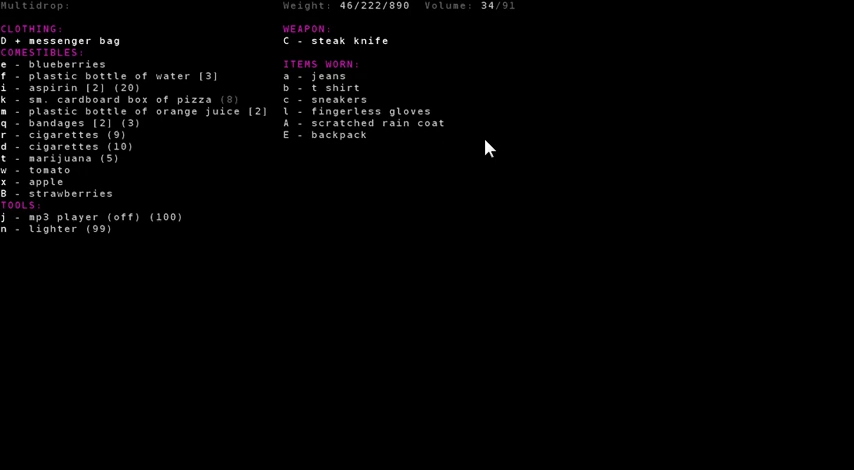 Multidrop:
Weight: 46/222/890 Volume: 34/91
CLOTHING:
D + messenger bag
COMESTIBLES:
e - blueberries
f - plastic bottle of water [3]
i - aspirin [2] (20)
k - sm. cardboard box of pizza (8)
m - plastic bottle of orange juice [2]
q - bandages [2] (3)
r - cigarettes (9)
d - cigarettes (10)
t - marijuana (5)
w - tomato
x - apple
B - strawberries
TOOLS:
j - mp3 player (off) (100)
n - lighter (99)
WEAPON:
C - steak knife
ITEMS WORN:
a - jeans
b - t shirt
c - sneakers
l - fingerless gloves
A - scratched rain coat
E - backpack